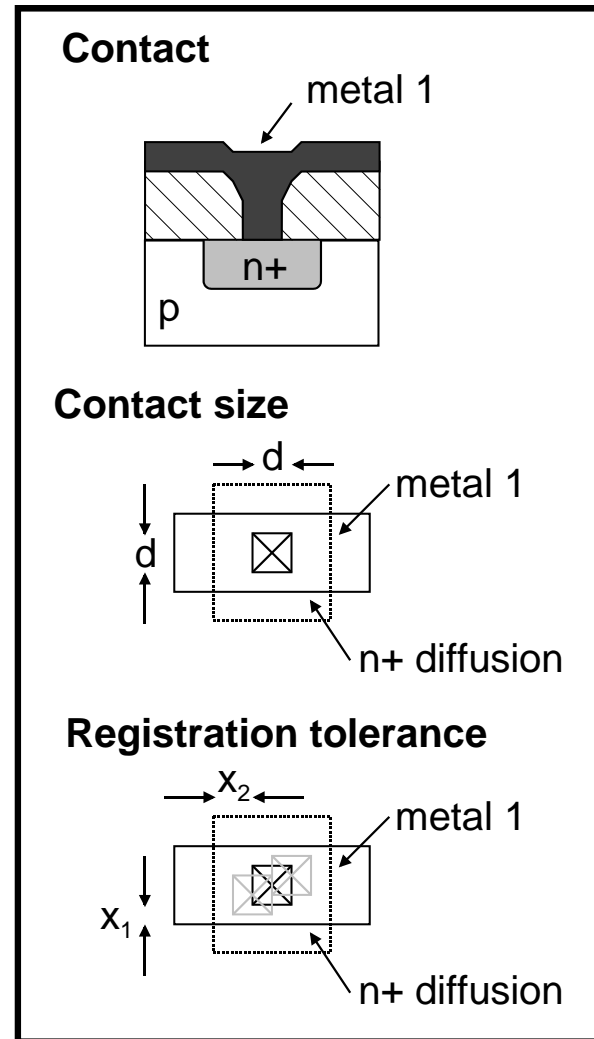 Contact
metal 1
n+
p
Contact size
d
metal 1
d
n+ diffusion
Registration tolerance
x₂
metal 1
x₁
n+ diffusion